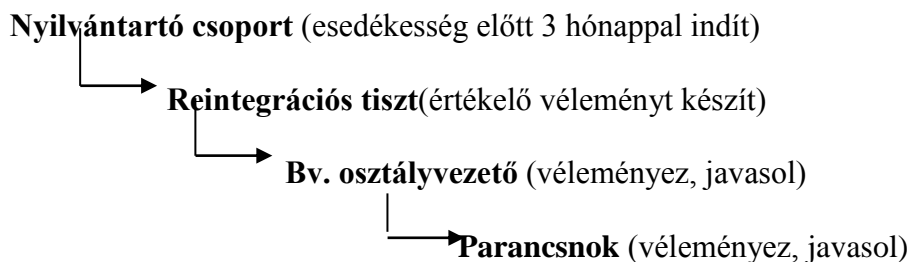 Nyilvántartó csoport (esedékesség előtt 3 hónappal indít)
Reintegrációs tiszt(értékelő véleményt készít)
Bv. osztályvezető (véleményez, javasol)
Parancsnok (véleményez, javasol)